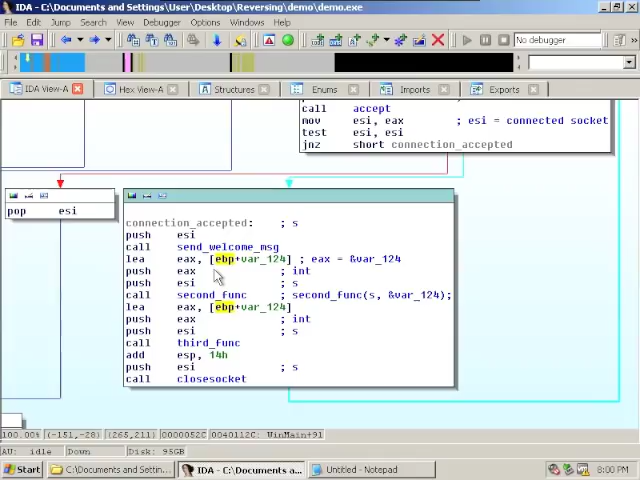 IDA - C:\Documents and Settings\User\Desktop\Reversing\demo\demo.exe
File Edit Jump Search View Debugger Options Windows Help
No debugger
IDA View-A Hex View-A Structures Enums Imports Exports
call accept
mov esi, eax ; esi = connected socket
test esi, esi
jnz short connection_accepted
pop esi
connection_accepted: ; s
push esi
call send_welcome_msg
lea eax, [ebp+var_124] ; eax = &var_124
push eax ; int
push esi ; s
call second_func ; second_func(s, &var_124);
lea eax, [ebp+var_124]
push eax ; int
push esi ; s
call third_func
add esp, 14h
push esi ; s
call closesocket
100.00% (-151,-28) (265,211) 0000052C 0040112C: WinMain+91
AU: idle Down Disk: 95GB
Start C:\Documents and Setting... IDA - C:\Documents a... Untitled - Notepad 8:00 PM